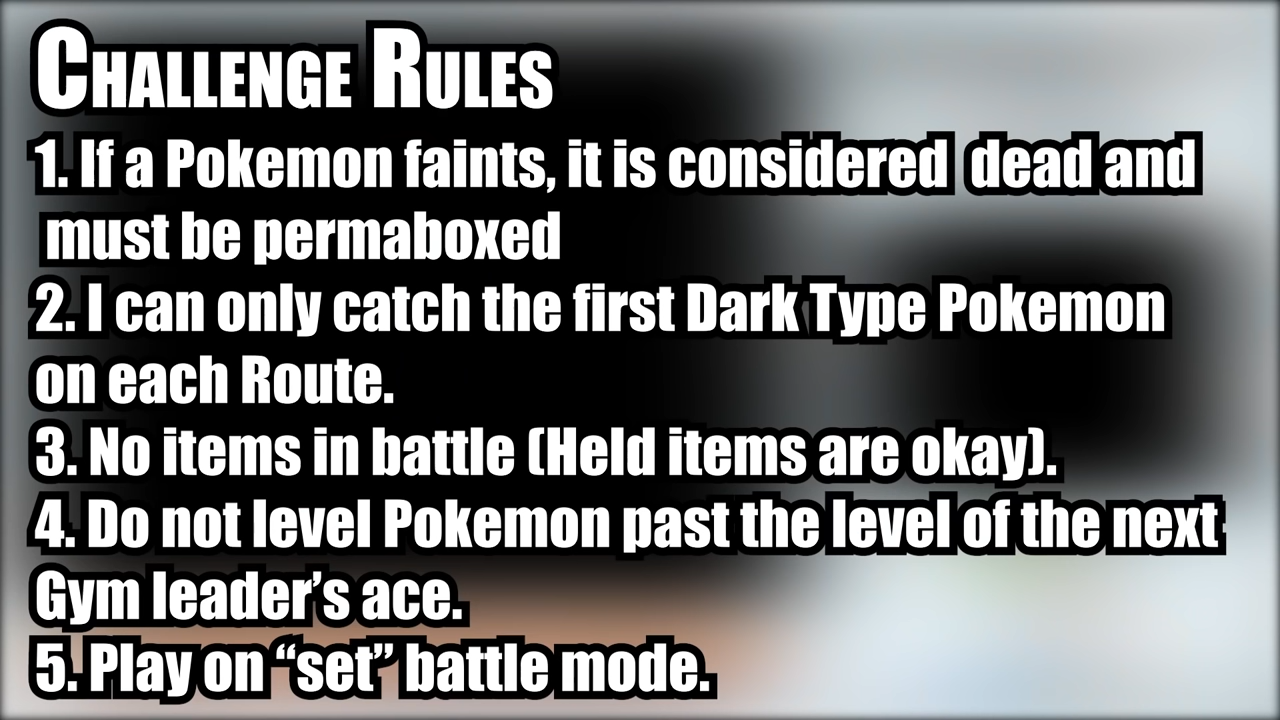 Challenge Rules
1. If a Pokemon faints, it is considered  dead and
must be permaboxed
2. I can only catch the first Dark Type Pokemon
on each Route.
3. No items in battle (Held items are okay).
4. Do not level Pokemon past the level of the next
Gym leader’s ace.
5. Play on “set” battle mode.